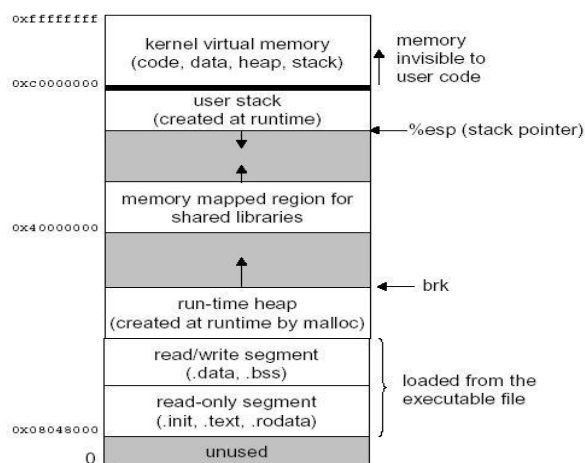 0xffffffff
kernel virtual memory
(code, data, heap, stack)
memory
invisible to
user code
0xc0000000
user stack
(created at runtime)
%esp (stack pointer)
memory mapped region for
shared libraries
0x40000000
brk
run-time heap
(created at runtime by malloc)
read/write segment
(.data, .bss)
loaded from the
executable file
read-only segment
(.init, .text, .rodata)
0x08048000
unused
0